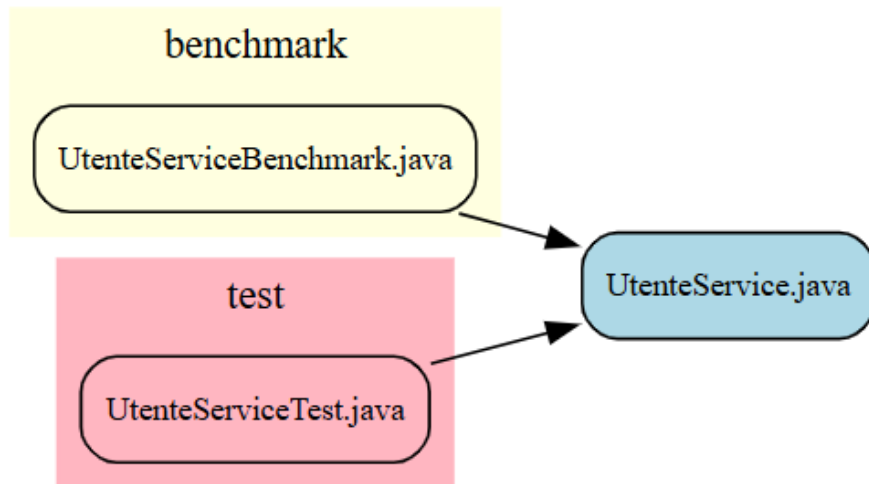 benchmark
UtenteServiceBenchmark.java
UtenteService.java
test
UtenteServiceTest.java